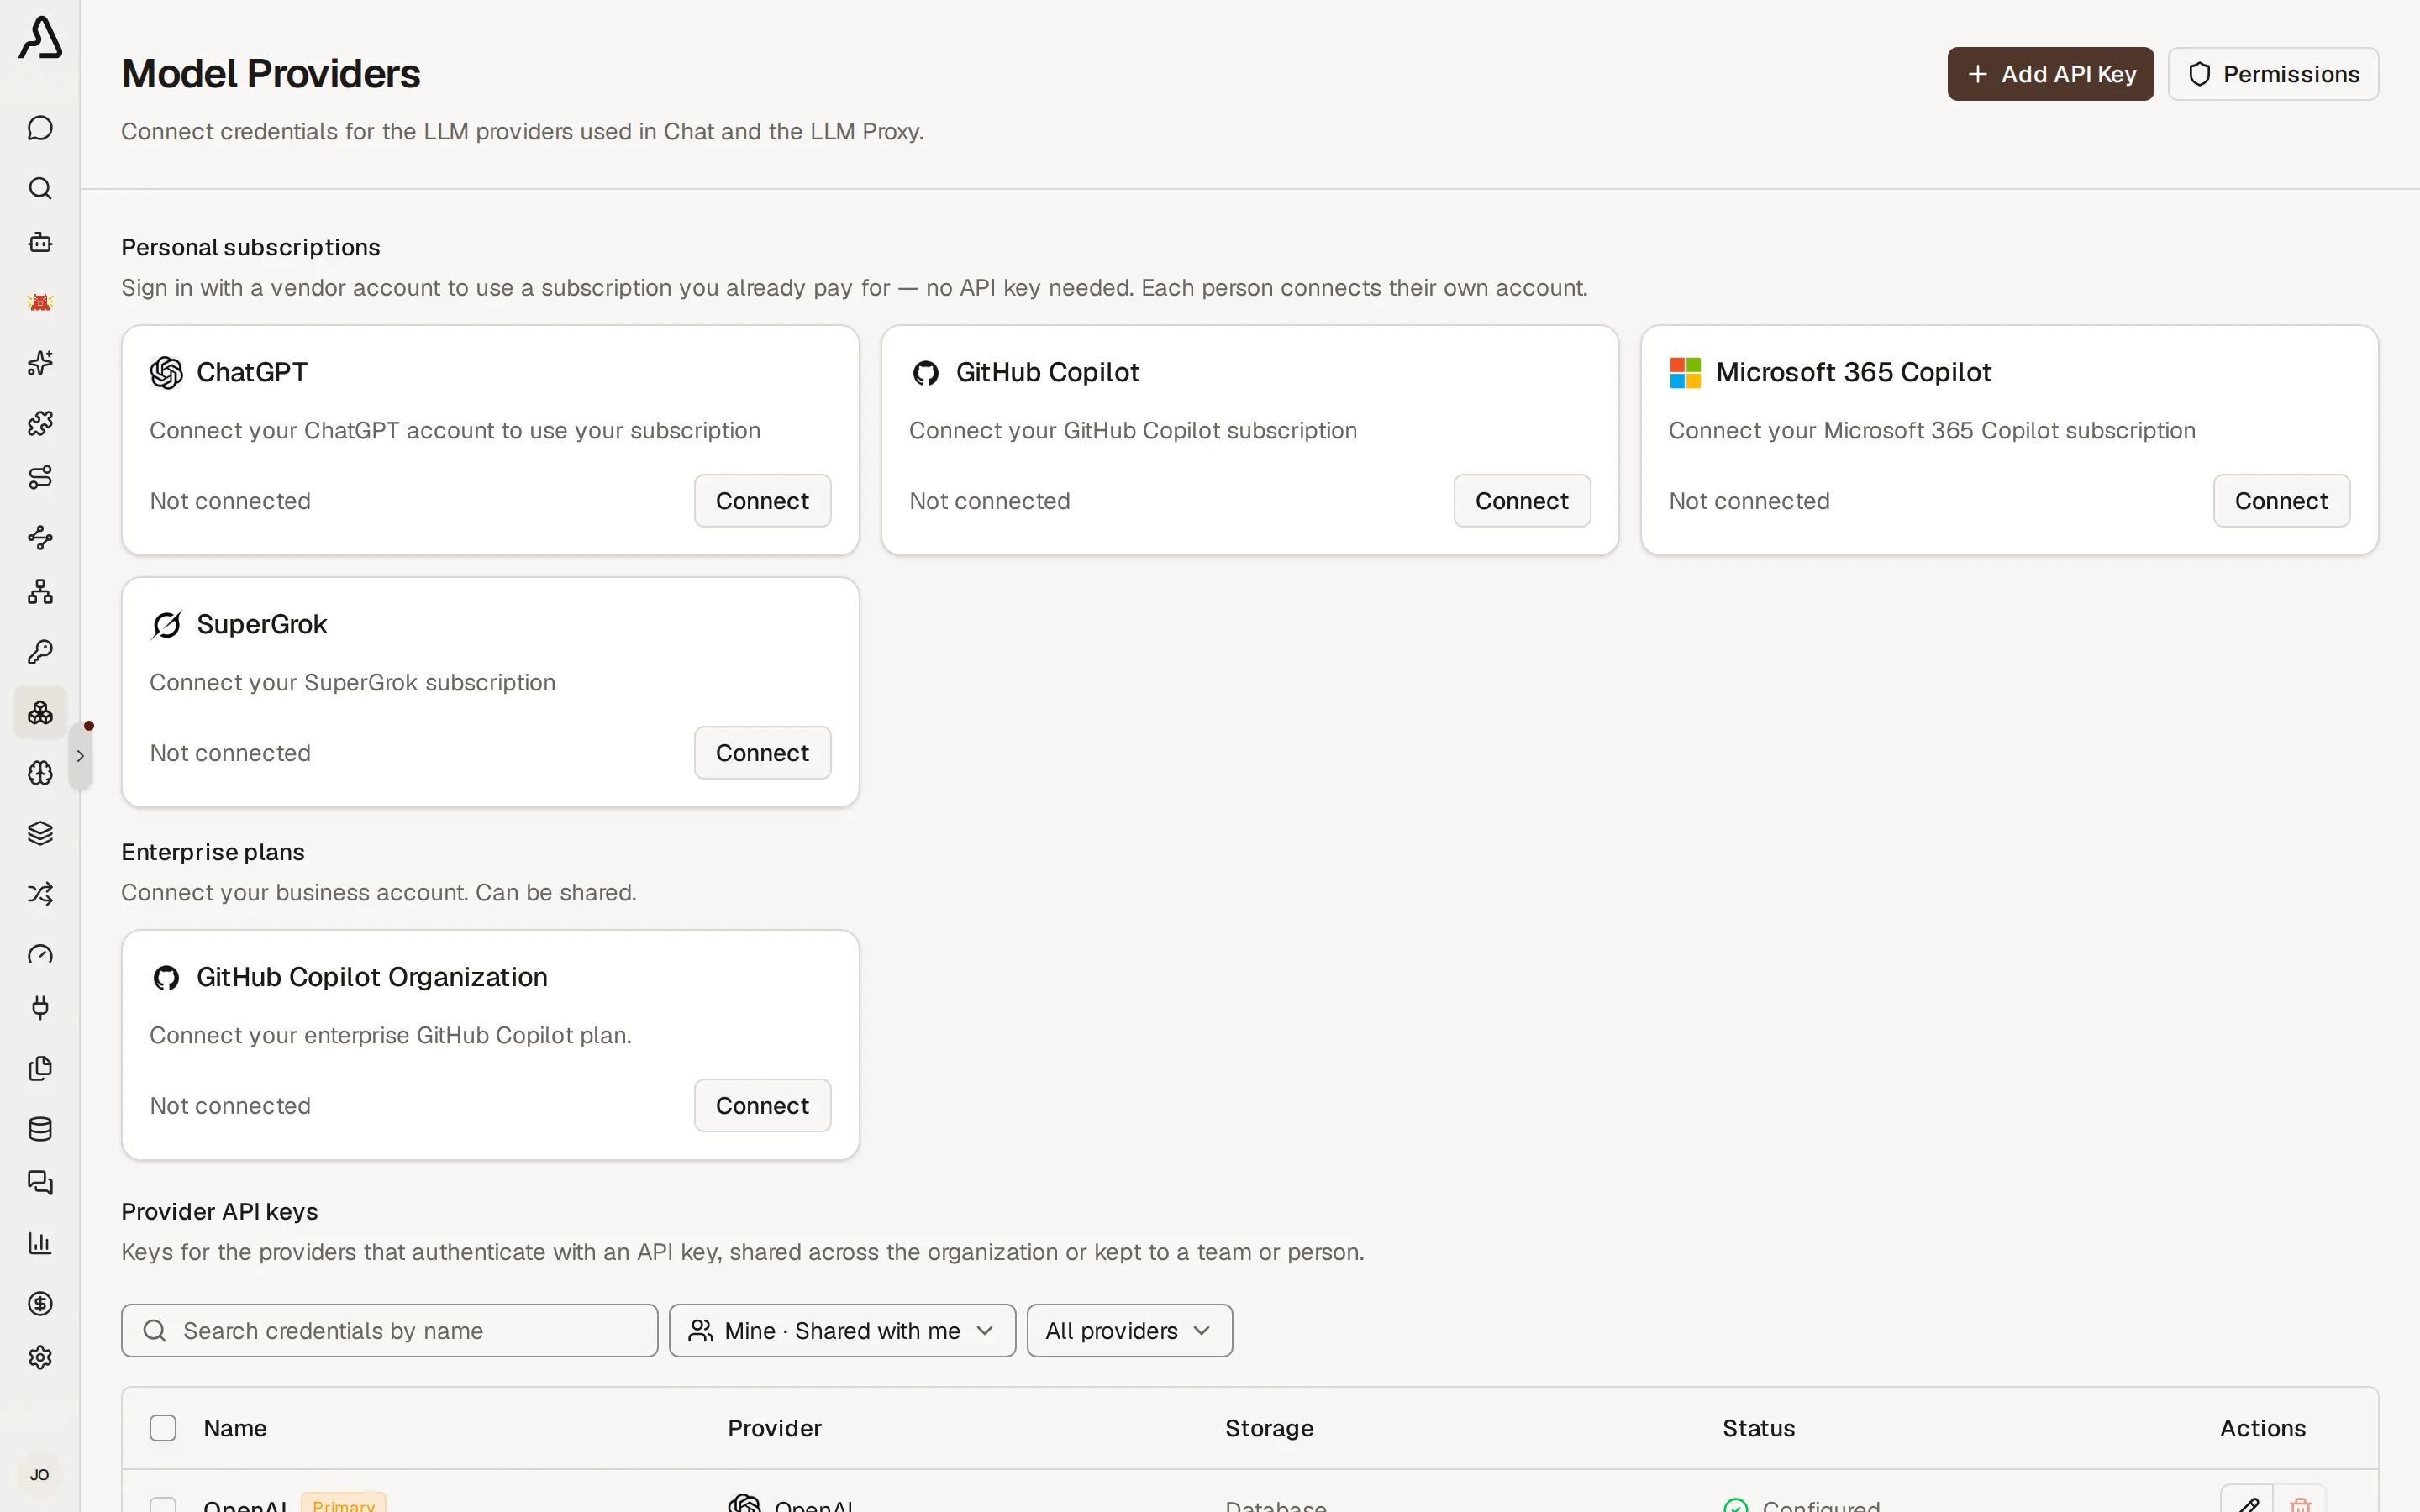 Model Providers
Add API Key
Permissions
Connect credentials for the LLM providers used in Chat and the LLM Proxy.
Personal subscriptions
Sign in with a vendor account to use a subscription you already pay for — no API key needed. Each person connects their own account.
ChatGPT
Connect your ChatGPT account to use your subscription
Not connected
Connect
GitHub Copilot
Connect your GitHub Copilot subscription
Not connected
Connect
Microsoft 365 Copilot
Connect your Microsoft 365 Copilot subscription
Not connected
Connect
SuperGrok
Connect your SuperGrok subscription
Not connected
Connect
Enterprise plans
Connect your business account. Can be shared.
GitHub Copilot Organization
Connect your enterprise GitHub Copilot plan.
Not connected
Connect
Provider API keys
Keys for the providers that authenticate with an API key, shared across the organization or kept to a team or person.
Search credentials by name
Mine · Shared with me
All providers
Name Provider Storage Status Actions
OpenAI Primary OpenAI Database Configured
JO